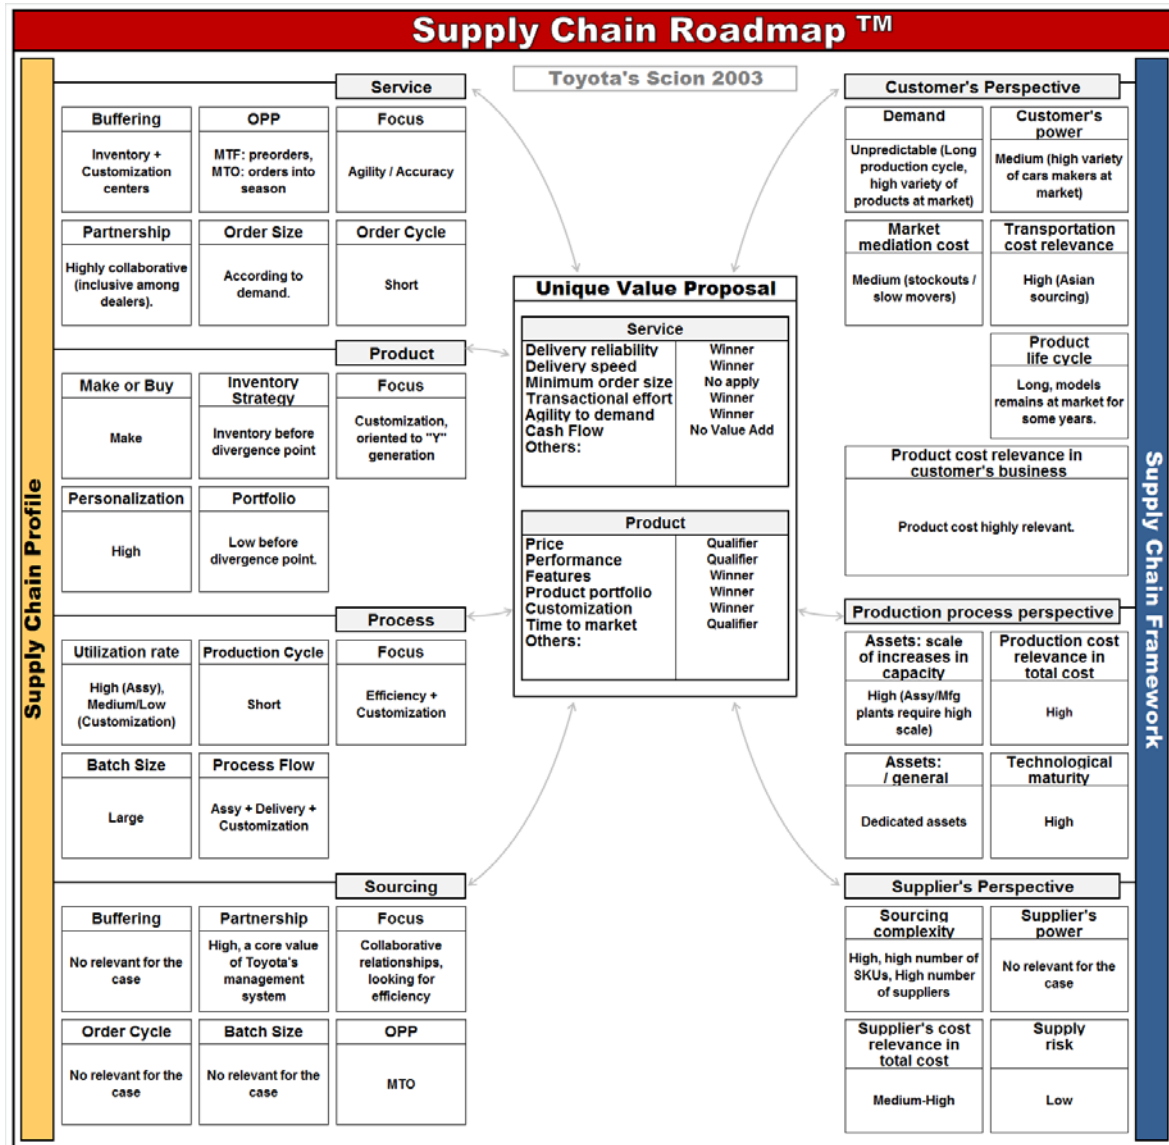 Supply Chain Roadmap TM
Toyota's Scion 2003
Supply Chain Profile
Service
Buffering
Inventory +
Customization
centers
OPP
MTF: preorders,
MTO: orders into
season
Focus
Agility / Accuracy
Partnership
Highly collaborative
(inclusive among
dealers).
Order Size
According to
demand.
Order Cycle
Short
Product
Make or Buy
Make
Inventory
Strategy
Inventory before
divergence point
Focus
Customization,
oriented to "Y"
generation
Personalization
High
Portfolio
Low before
divergence point.
Process
Utilization rate
High (Assy),
Medium/Low
(Customization)
Production Cycle
Short
Focus
Efficiency +
Customization
Batch Size
Large
Process Flow
Assy + Delivery +
Customization
Sourcing
Buffering
No relevant for the
case
Partnership
High, a core value
of Toyota's
management
system
Focus
Collaborative
relationships,
looking for
efficiency
Order Cycle
No relevant for the
case
Batch Size
No relevant for the
case
OPP
MTO
Unique Value Proposal
Service
Delivery reliability Winner
Delivery speed Winner
Minimum order size No apply
Transactional effort Winner
Agility to demand Winner
Cash Flow No Value Add
Others:
Product
Price Qualifier
Performance Qualifier
Features Winner
Product portfolio Winner
Customization Winner
Time to market Qualifier
Others:
Customer's Perspective
Demand
Unpredictable (Long
production cycle,
high variety of
products at market)
Customer's
power
Medium (high variety
of cars makers at
market)
Market
mediation cost
Medium (stockouts /
slow movers)
Transportation
cost relevance
High (Asian
sourcing)
Product
life cycle
Long, models
remains at market for
some years.
Product cost relevance in
customer's business
Product cost highly relevant.
Production process perspective
Assets: scale
of increases in
capacity
High (Assy/Mfg
plants require high
scale)
Production cost
relevance in
total cost
High
Assets:
/ general
Dedicated assets
Technological
maturity
High
Supplier's Perspective
Sourcing
complexity
High, high number of
SKUs, High number
of suppliers
Supplier's
power
No relevant for the
case
Supplier's cost
relevance in
total cost
Medium-High
Supply
risk
Low
Supply Chain Framework